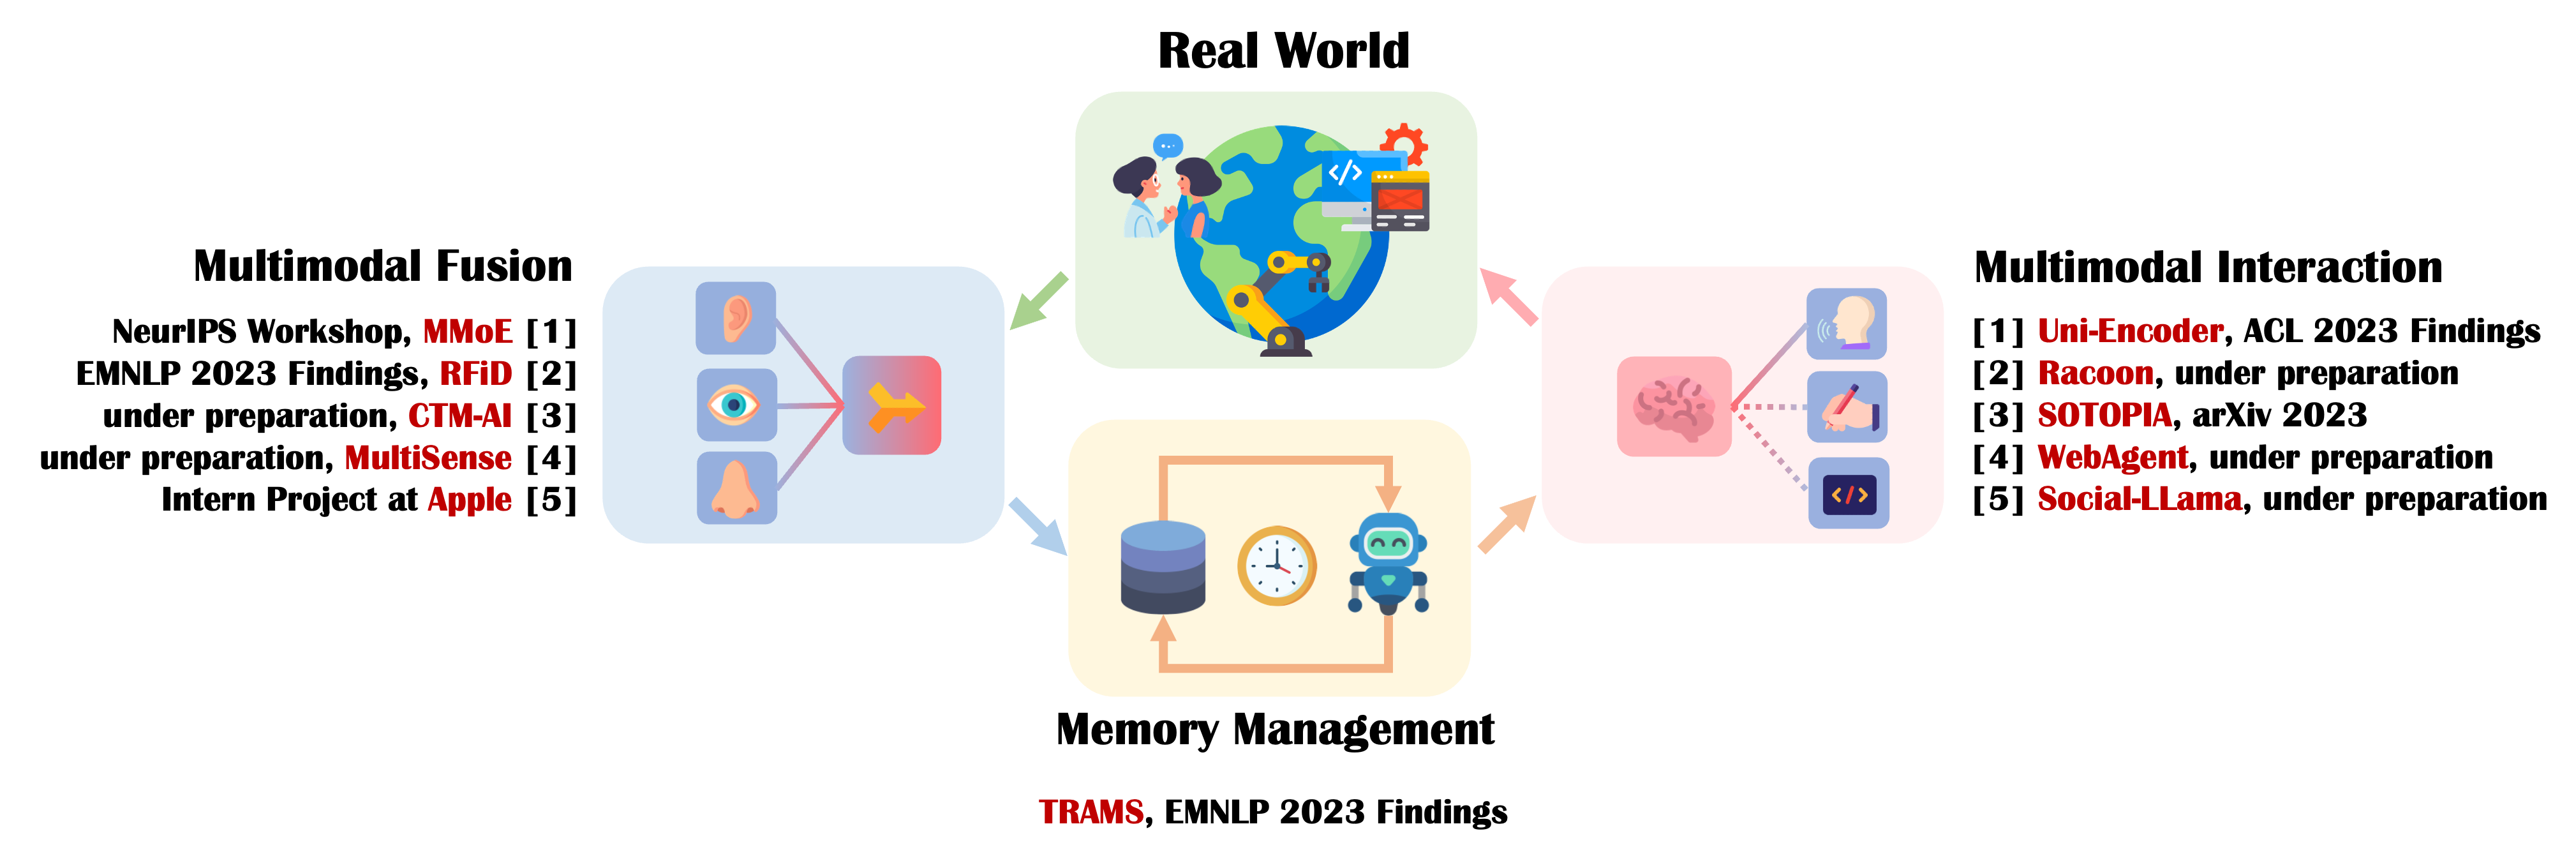 Real World
</>
Multimodal Fusion
NeurIPS Workshop, MMoE [1]
EMNLP 2023 Findings, RFiD [2]
under preparation, CTM-AI [3]
under preparation, MultiSense [4]
Intern Project at Apple [5]
Multimodal Interaction
[1] Uni-Encoder, ACL 2023 Findings
[2] Racoon, under preparation
[3] SOTOPIA, arXiv 2023
[4] WebAgent, under preparation
[5] Social-LLama, under preparation
</>
Memory Management
TRAMS, EMNLP 2023 Findings